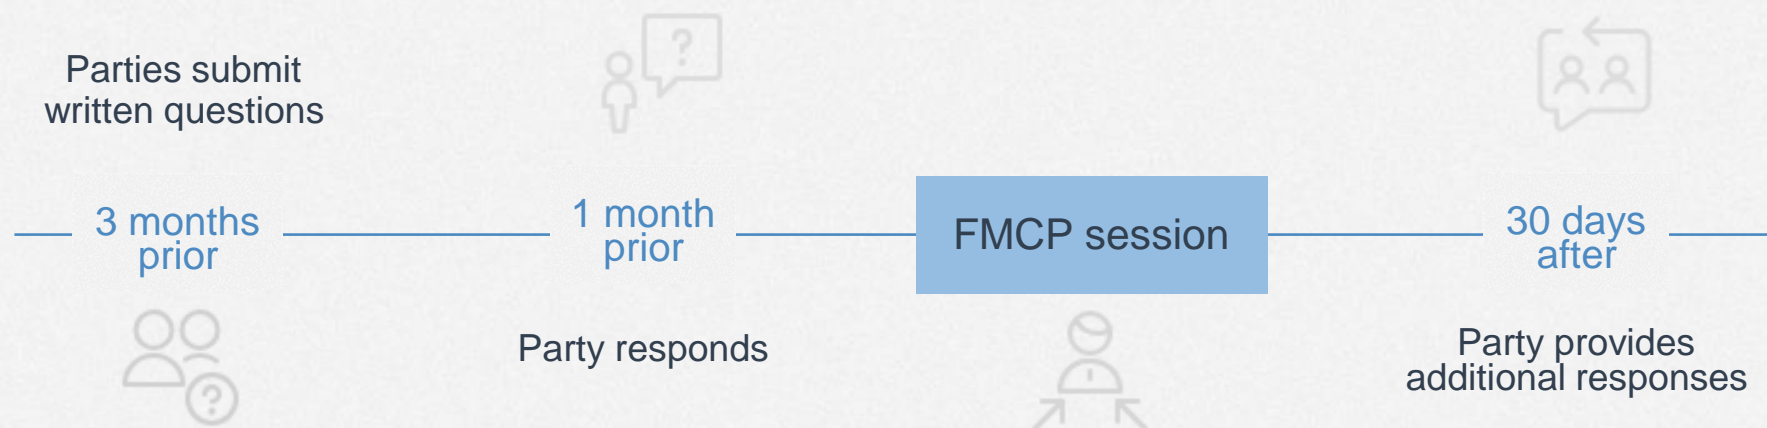 Parties submit
written questions
3 months
prior
1 month
prior
Party responds
FMCP session
30 days
after
Party provides
additional responses
?
?